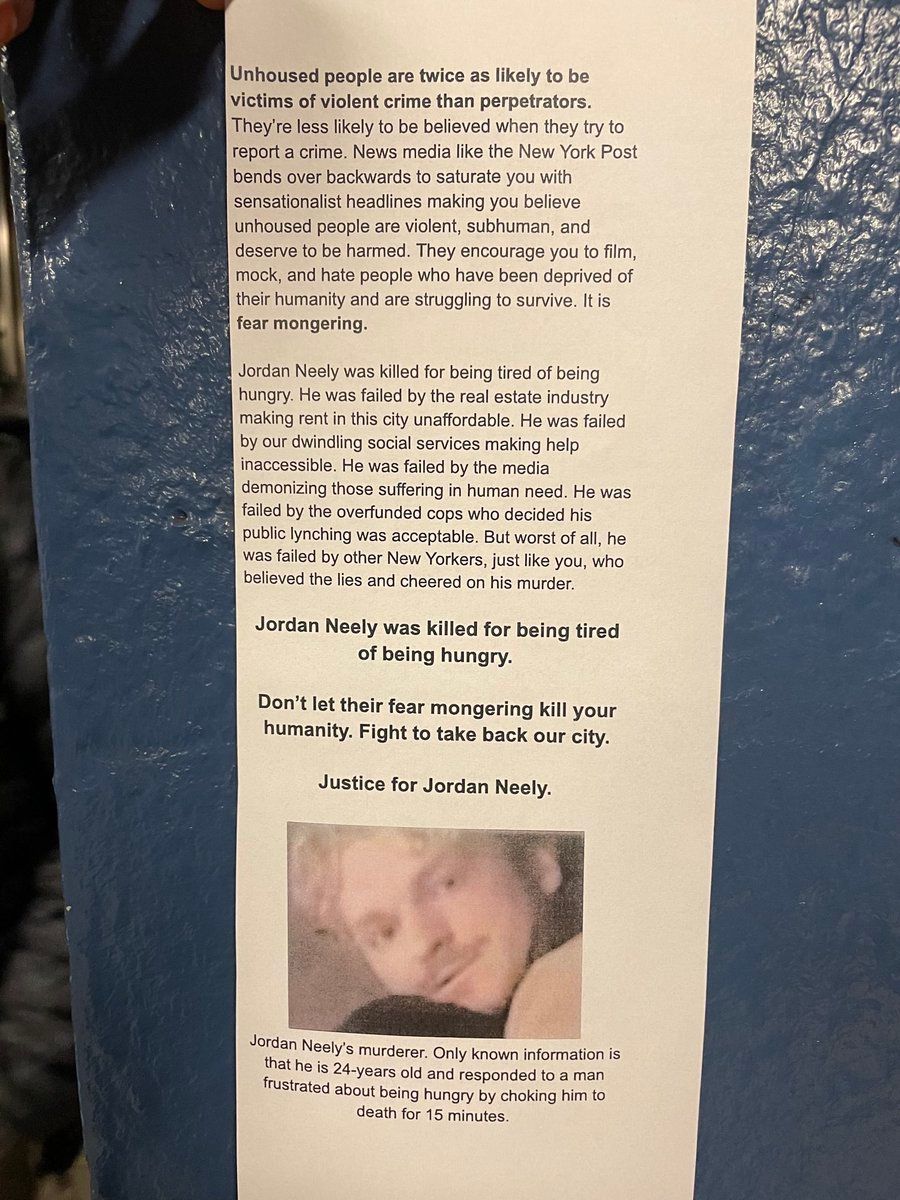 Unhoused people are twice as likely to be
victims of violent crime than perpetrators.
They're less likely to be believed when they try to
report a crime. News media like the New York Post
bends over backwards to saturate you with
sensationalist headlines making you believe
unhoused people are violent, subhuman, and
deserve to be harmed. They encourage you to film,
mock, and hate people who have been deprived of
their humanity and are struggling to survive. It is
fear mongering.
Jordan Neely was killed for being tired of being
hungry. He was failed by the real estate industry
making rent in this city unaffordable. He was failed
by our dwindling social services making help
inaccessible. He was failed by the media
demonizing those suffering in human need. He was
failed by the overfunded cops who decided his
public lynching was acceptable. But worst of all, he
was failed by other New Yorkers, just like you, who
believed the lies and cheered on his murder.
Jordan Neely was killed for being tired
of being hungry.
Don't let their fear mongering kill your
humanity. Fight to take back our city.
Justice for Jordan Neely.
Jordan Neely's murderer. Only known information is
that he is 24-years old and responded to a man
frustrated about being hungry by choking him to
death for 15 minutes.